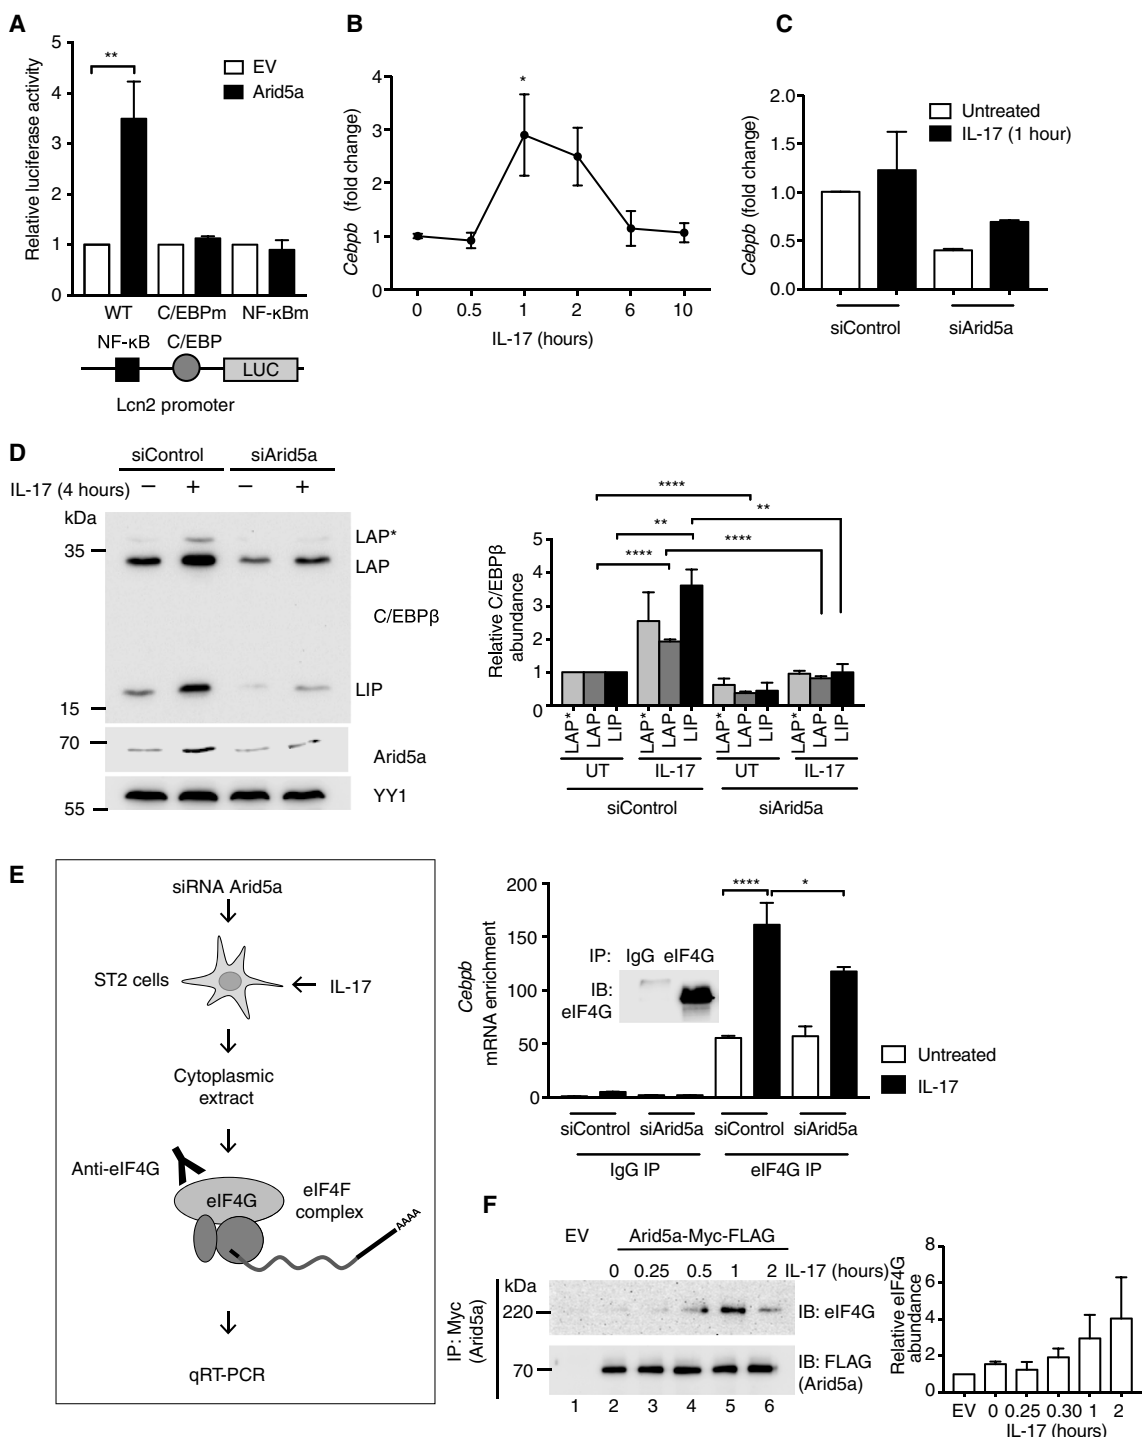 A
Relative luciferase activity
5
4
3
2
1
0
**
EV
Arid5a
WT
C/EBPm
NF-κBm
NF-κB
C/EBP
LUC
Lcn2 promoter
B
Cebpb (fold change)
4
3
2
1
0
*
0
0.5
1
2
6
10
IL-17 (hours)
C
Cebpb (fold change)
2.0
1.5
1.0
0.5
0.0
Untreated
IL-17 (1 hour)
siControl
siArid5a
D
siControl
siArid5a
IL-17 (4 hours)
−
+
−
+
kDa
35
15
70
55
LAP*
LAP
C/EBPβ
LIP
Arid5a
YY1
Relative C/EBPβ
abundance
5
4
3
2
1
0
****
**
**
****
****
LAP*
LAP
LIP
LAP*
LAP
LIP
LAP*
LAP
LIP
LAP*
LAP
LIP
UT
IL-17
UT
IL-17
siControl
siArid5a
E
siRNA Arid5a
ST2 cells
IL-17
Cytoplasmic
extract
Anti-eIF4G
eIF4G
eIF4F
complex
AAAA
qRT-PCR
Cebpb
mRNA enrichment
200
150
100
50
0
IP:
IgG
eIF4G
IB:
eIF4G
****
*
Untreated
IL-17
siControl
siArid5a
siControl
siArid5a
IgG IP
eIF4G IP
F
EV
Arid5a-Myc-FLAG
0
0.25
0.5
1
2
IL-17 (hours)
kDa
220
70
IP: Myc
(Arid5a)
IB: eIF4G
IB: FLAG
(Arid5a)
1
2
3
4
5
6
Relative eIF4G
abundance
8
6
4
2
0
EV
0
0.25
0.30
1
2
IL-17 (hours)